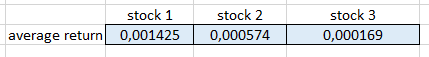 stock 1 stock 2 stock 3
average return 0,001425 0,000574 0,000169